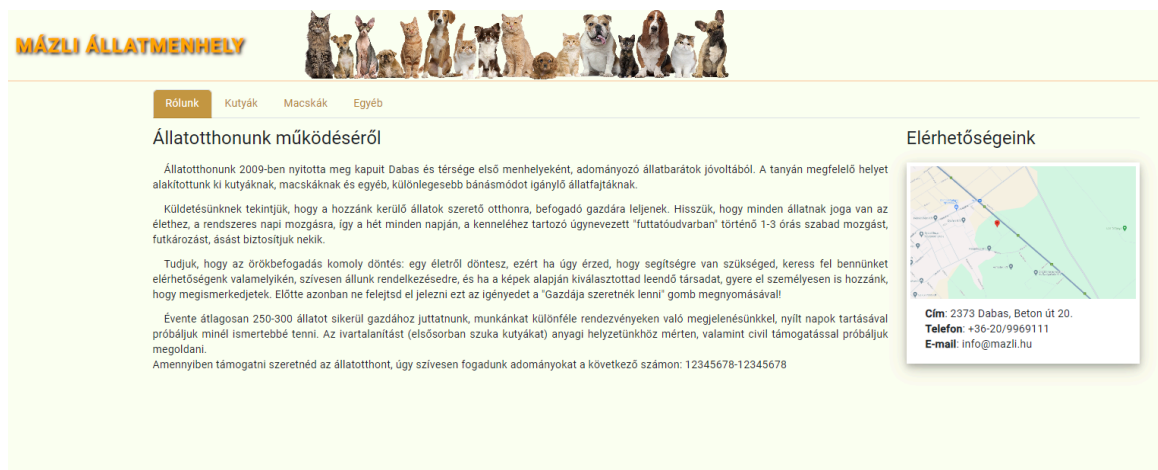 MÁZLI ÁLLATMENHELY
Rólunk
Kutyák
Macskák
Egyéb
Állatotthonunk működéséről
Állatotthonunk 2009-ben nyitotta meg kapuit Dabas és térsége első menhelyeként, adományozó állatbarátok jóvoltából. A tanyán megfelelő helyet
alakítottunk ki kutyáknak, macskáknak és egyéb, különlegesebb bánásmódot igánylő állatfajtáknak.
Küldetésünknek tekintjük, hogy a hozzánk kerülő állatok szerető otthonra, befogadó gazdára leljenek. Hisszük, hogy minden állatnak joga van az
élethez, a rendszeres napi mozgásra, így a hét minden napján, a kenneléhez tartozó úgynevezett "futtatóudvarban" történő 1-3 órás szabad mozgást,
futkározást, ásást biztosítjuk nekik.
Tudjuk, hogy az örökbefogadás komoly döntés: egy életről döntesz, ezért ha úgy érzed, hogy segítségre van szükséged, keress fel bennünket
elérhetőségenk valamelyikén, szívesen állunk rendelkezésedre, és ha a képek alapján kiválasztottad leendő társadat, gyere el személyesen is hozzánk,
hogy megismerkedjetek. Előtte azonban ne felejtsd el jelezni ezt az igényedet a "Gazdája szeretnék lenni" gomb megnyomásával!
Évente átlagosan 250-300 állatot sikerül gazdához juttatnunk, munkánkat különféle rendezvényeken való megjelenésünkkel, nyílt napok tartásával
próbáljuk minél ismertebbé tenni. Az ivartalanítást (elsősorban szuka kutyákat) anyagi helyzetünkhöz mérten, valamint civil támogatással próbáljuk
megoldani.
Amennyiben támogatni szeretnéd az állatotthont, úgy szívesen fogadunk adományokat a következő számon: 12345678-12345678
Elérhetőségeink
Cím: 2373 Dabas, Beton út 20.
Telefon: +36-20/9969111
E-mail: info@mazli.hu